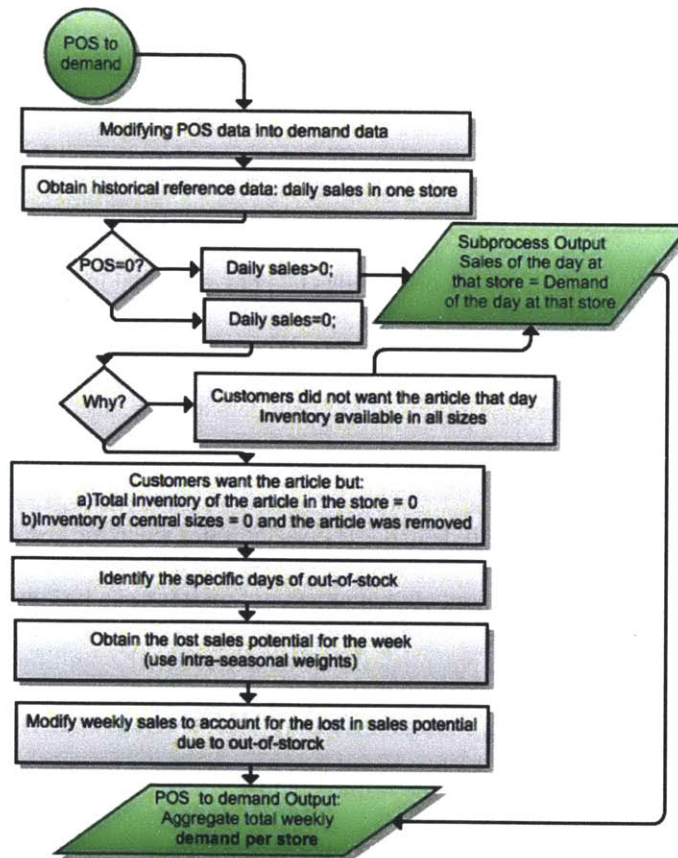 POS to
demand
Modifying POS data into demand data
Obtain historical reference data: daily sales in one store
POS=0?
Daily sales>0;
Subprocess Output
Sales of the day at
that store = Demand
of the day at that store
Daily sales=0;
Why?
Customers did not want the article that day
Inventory available in all sizes
Customers want the article but:
a)Total inventory of the article in the store = 0
b)Inventory of central sizes = 0 and the article was removed
Identify the specific days of out-of-stock
Obtain the lost sales potential for the week
(use intra-seasonal weights)
Modify weekly sales to account for the lost in sales potential
due to out-of-storck
POS to demand Output:
Aggregate total weekly
demand per store